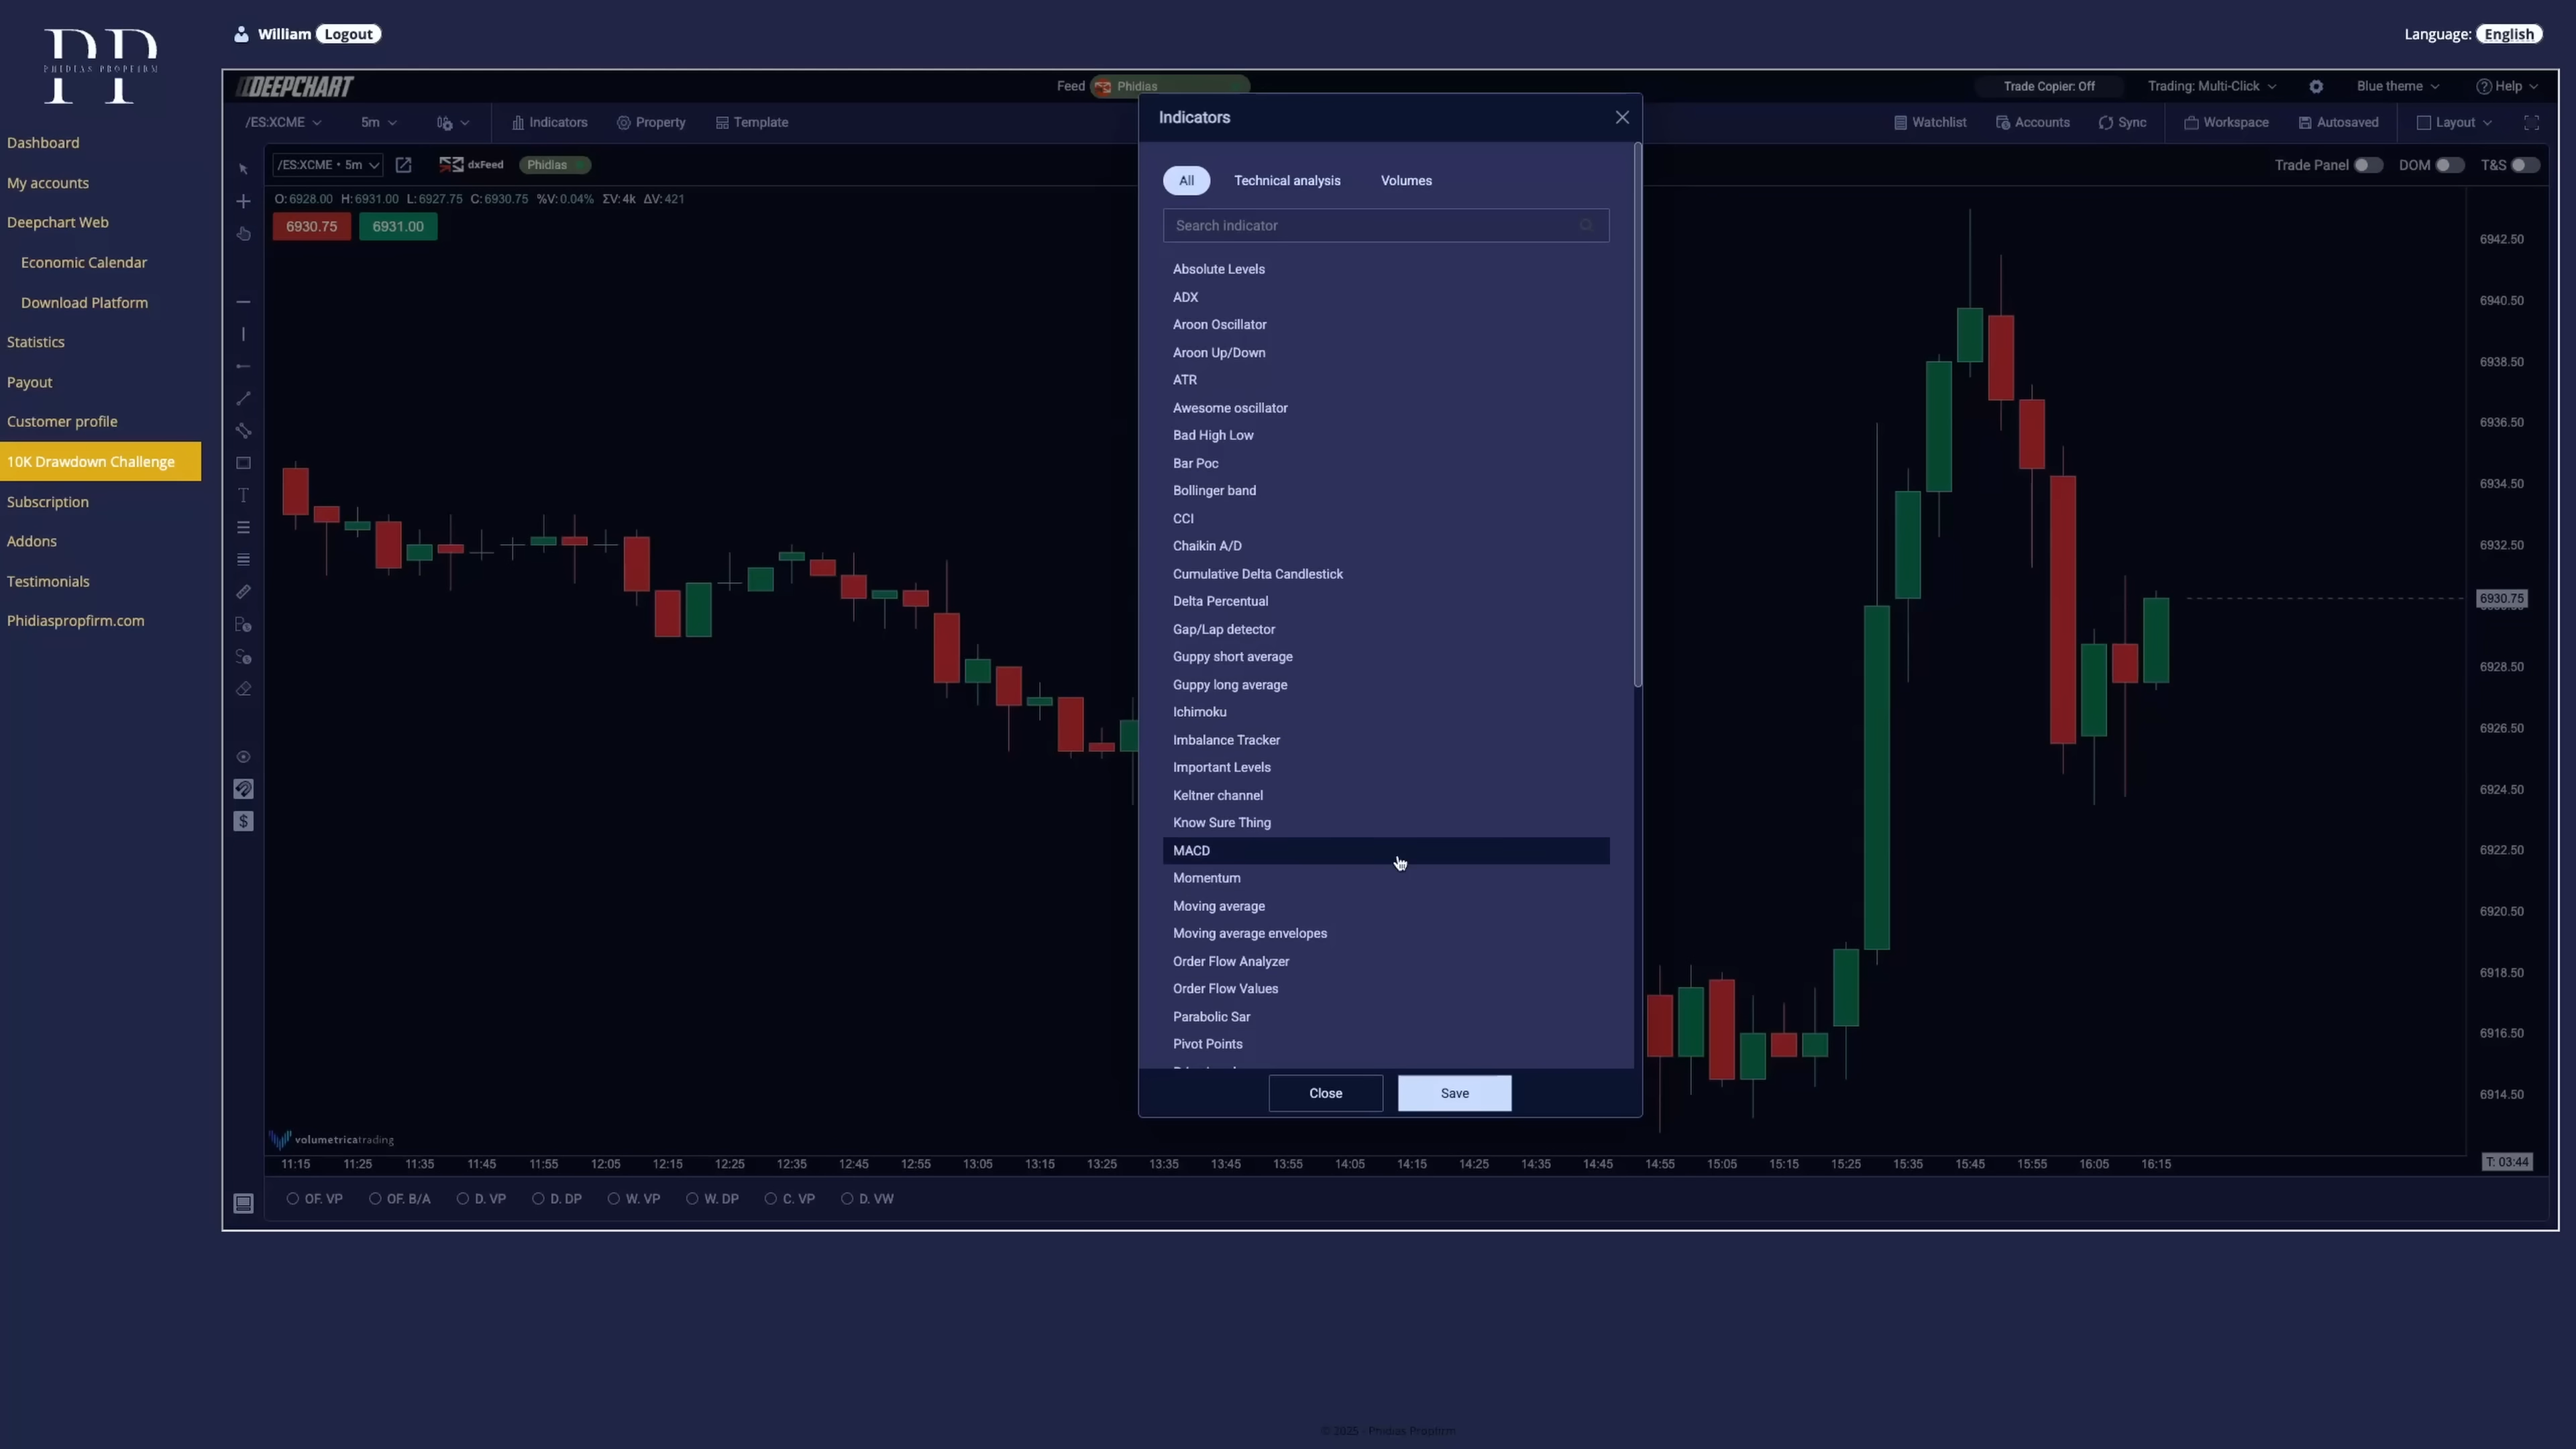 PP
PHIDIAS PROPFIRM
William Logout
Language: English
Dashboard
My accounts
Deepchart Web
Economic Calendar
Download Platform
Statistics
Payout
Customer profile
10K Drawdown Challenge
Subscription
Addons
Testimonials
Phidiaspropfirm.com
DEEPCHART
Feed Phidias
Trade Copier: Off Trading: Multi-Click Blue theme Help
/ES:XCME 5m Indicators Property Template
Watchlist Accounts Sync Workspace Autosaved Layout
/ES:XCME • 5m dxFeed Phidias
Trade Panel DOM T&S
O:6928.00 H:6931.00 L:6927.75 C:6930.75 %V:0.04% ΣV:4k ΔV:421
6930.75 6931.00
Indicators
All Technical analysis Volumes
Search indicator
Absolute Levels
ADX
Aroon Oscillator
Aroon Up/Down
ATR
Awesome oscillator
Bad High Low
Bar Poc
Bollinger band
CCI
Chaikin A/D
Cumulative Delta Candlestick
Delta Percentual
Gap/Lap detector
Guppy short average
Guppy long average
Ichimoku
Imbalance Tracker
Important Levels
Keltner channel
Know Sure Thing
MACD
Momentum
Moving average
Moving average envelopes
Order Flow Analyzer
Order Flow Values
Parabolic Sar
Pivot Points
Close Save
6942.50
6940.50
6938.50
6936.50
6934.50
6932.50
6930.75
6928.50
6926.50
6924.50
6922.50
6920.50
6918.50
6916.50
6914.50
volumetricatrading
11:15 11:25 11:35 11:45 11:55 12:05 12:15 12:25 12:35 12:45 12:55 13:05 13:15 13:25 13:35 13:45 13:55 14:05 14:15 14:25 14:35 14:45 14:55 15:05 15:15 15:25 15:35 15:45 15:55 16:05 16:15 T: 03:44
OF. VP OF. B/A D. VP D. DP W. VP W. DP C. VP D. VW
© 2025 - Phidias Propfirm